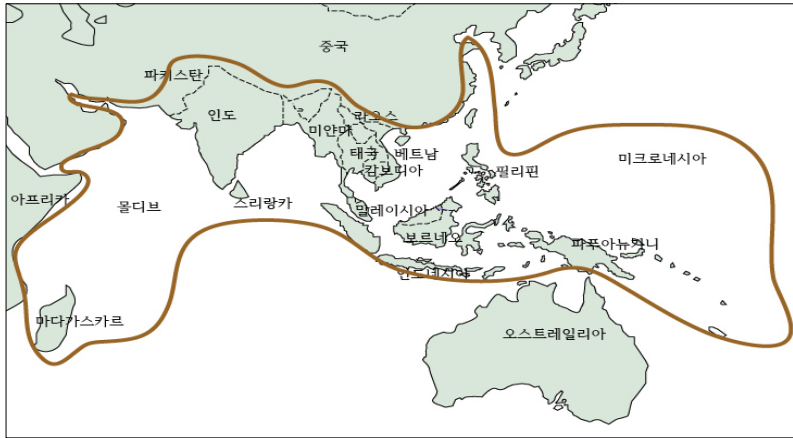 중국
파키스탄
인도
라오스
미얀마
태국
베트남
캄보디아
필리핀
미크로네시아
아프리카
몰디브
스리랑카
말레이시아
보르네오
파푸아뉴기니
인도네시아
마다가스카르
오스트레일리아